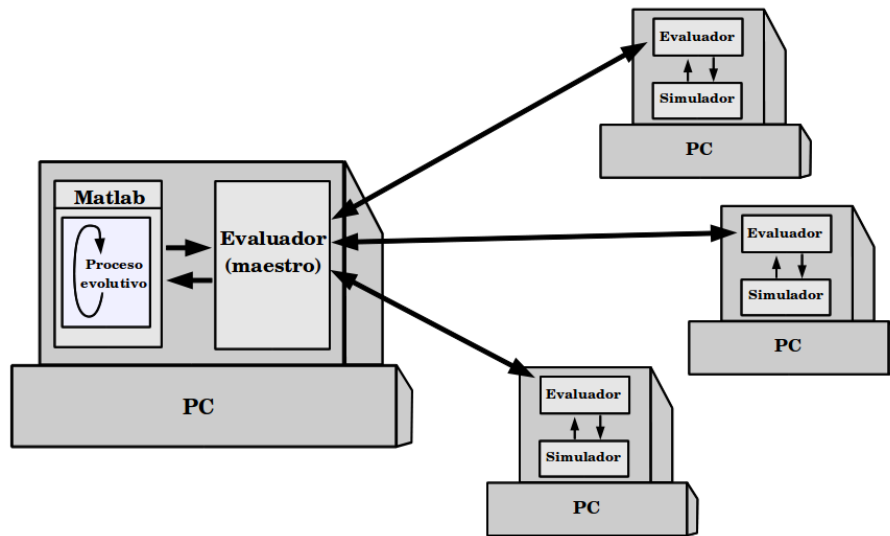 Matlab
Proceso
evolutivo
Evaluador
(maestro)
PC
Evaluador
Simulador
PC
Evaluador
Simulador
PC
Evaluador
Simulador
PC